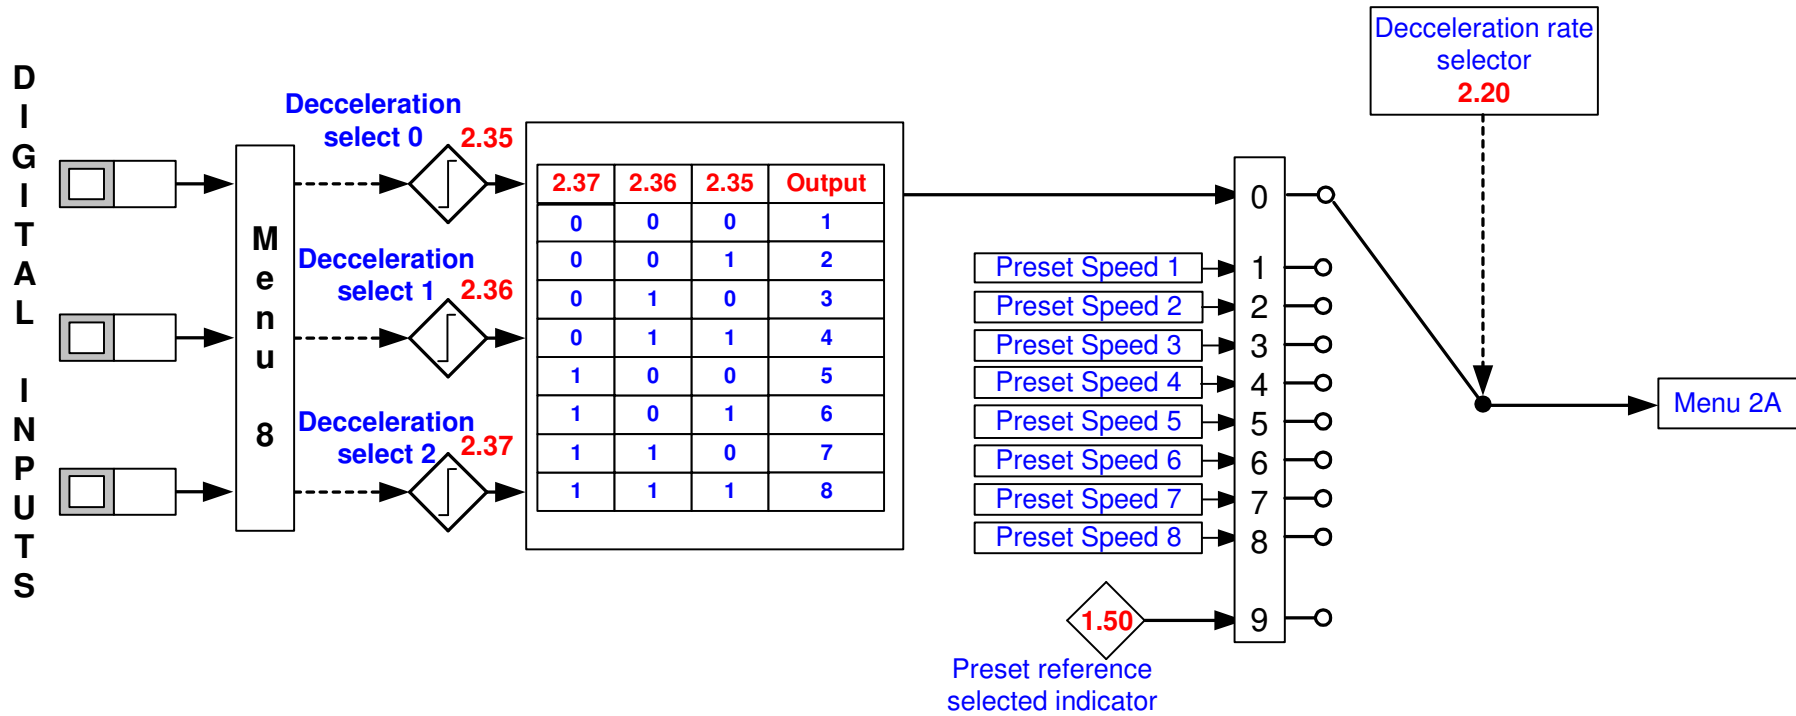 DIGITAL INPUTS
Menu 8
Decceleration
select 0
2.35
Decceleration
select 1
2.36
Decceleration
select 2
2.37
2.37 2.36 2.35 Output
0 0 0 1
0 0 1 2
0 1 0 3
0 1 1 4
1 0 0 5
1 0 1 6
1 1 0 7
1 1 1 8
Preset Speed 1
Preset Speed 2
Preset Speed 3
Preset Speed 4
Preset Speed 5
Preset Speed 6
Preset Speed 7
Preset Speed 8
1.50
Preset reference
selected indicator
0
1
2
3
4
5
6
7
8
9
Decceleration rate
selector
2.20
Menu 2A